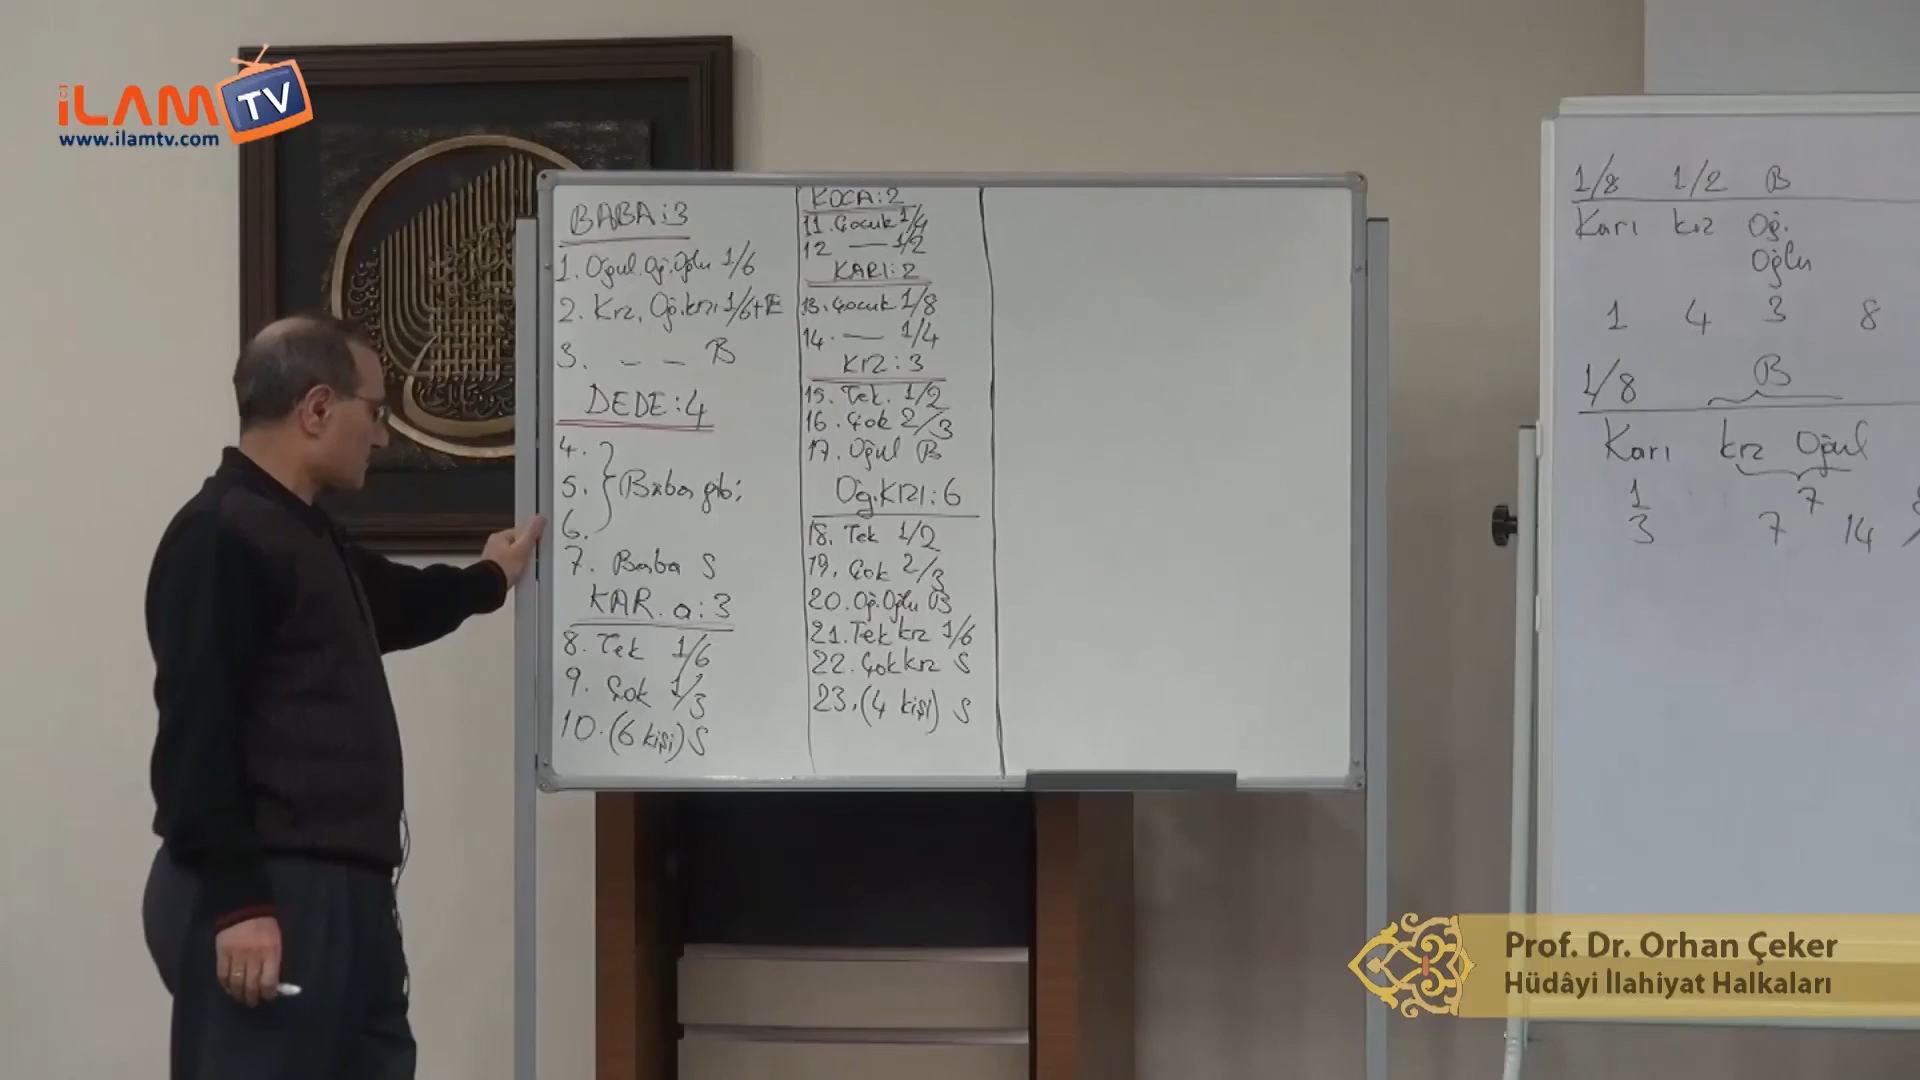 iLAM TV
www.ilamtv.com
BABA:3
1. Oğul.Oğ.Oğlu 1/6
2. Kız, Oğ.kızı 1/6+E
3. — — B
DEDE:4
4.
5. } Baba gibi
6.
7. Baba S
KAR. a:3
8. Tek 1/6
9. Çok 1/3
10. (6 kişi) S
KOCA:2
11. Çocuk 1/4
12 — 1/2
KARI:2
13. Çocuk 1/8
14. — 1/4
KIZ:3
15. Tek. 1/2
16. Çok 2/3
17. Oğul B
Oğ.KIZI:6
18. Tek 1/2
19. Çok 2/3
20. Oğ.Oğlu B
21. Tek kız 1/6
22. Çok kız S
23. (4 kişi) S
1/8 1/2 B
Karı kız Oğ.
Oğlu
1 4 3 8
1/8 B
Karı kız Oğul
1 7
3 7 14
Prof. Dr. Orhan Çeker
Hüdâyi İlahiyat Halkaları